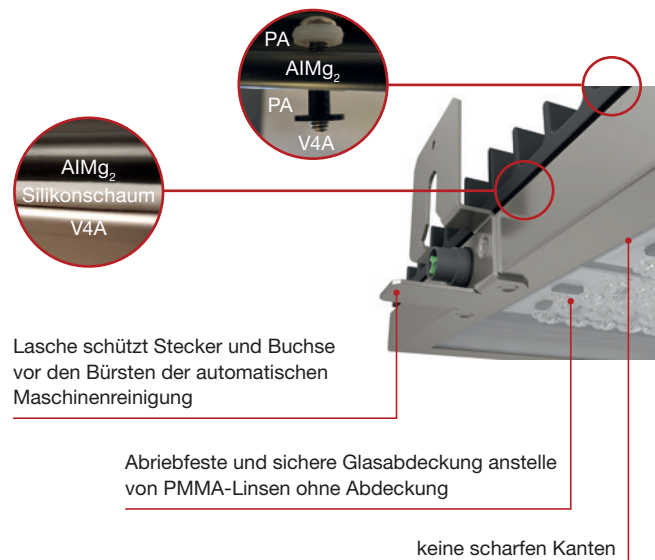 PA
AlMg₂
PA
V4A
AlMg₂
Silikonschaum
V4A
Lasche schützt Stecker und Buchse
vor den Bürsten der automatischen
Maschinenreinigung
Abriebfeste und sichere Glasabdeckung anstelle
von PMMA-Linsen ohne Abdeckung
keine scharfen Kanten